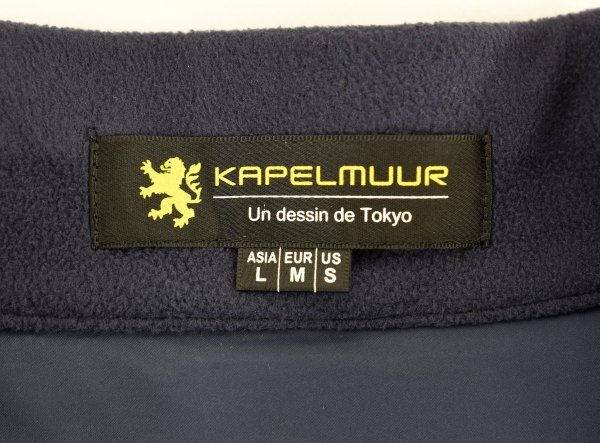 KAPELMUUR
Un dessin de Tokyo
ASIA EUR US
L M S